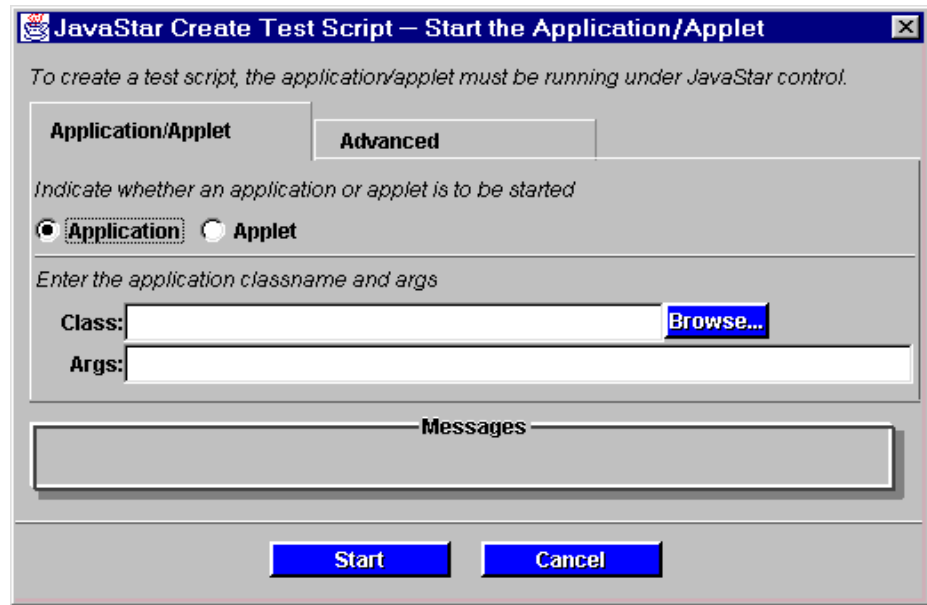 JavaStar Create Test Script – Start the Application/Applet
To create a test script, the application/applet must be running under JavaStar control.
Application/Applet
Advanced
Indicate whether an application or applet is to be started
Application Applet
Enter the application classname and args
Class: Browse...
Args:
Messages
Start Cancel